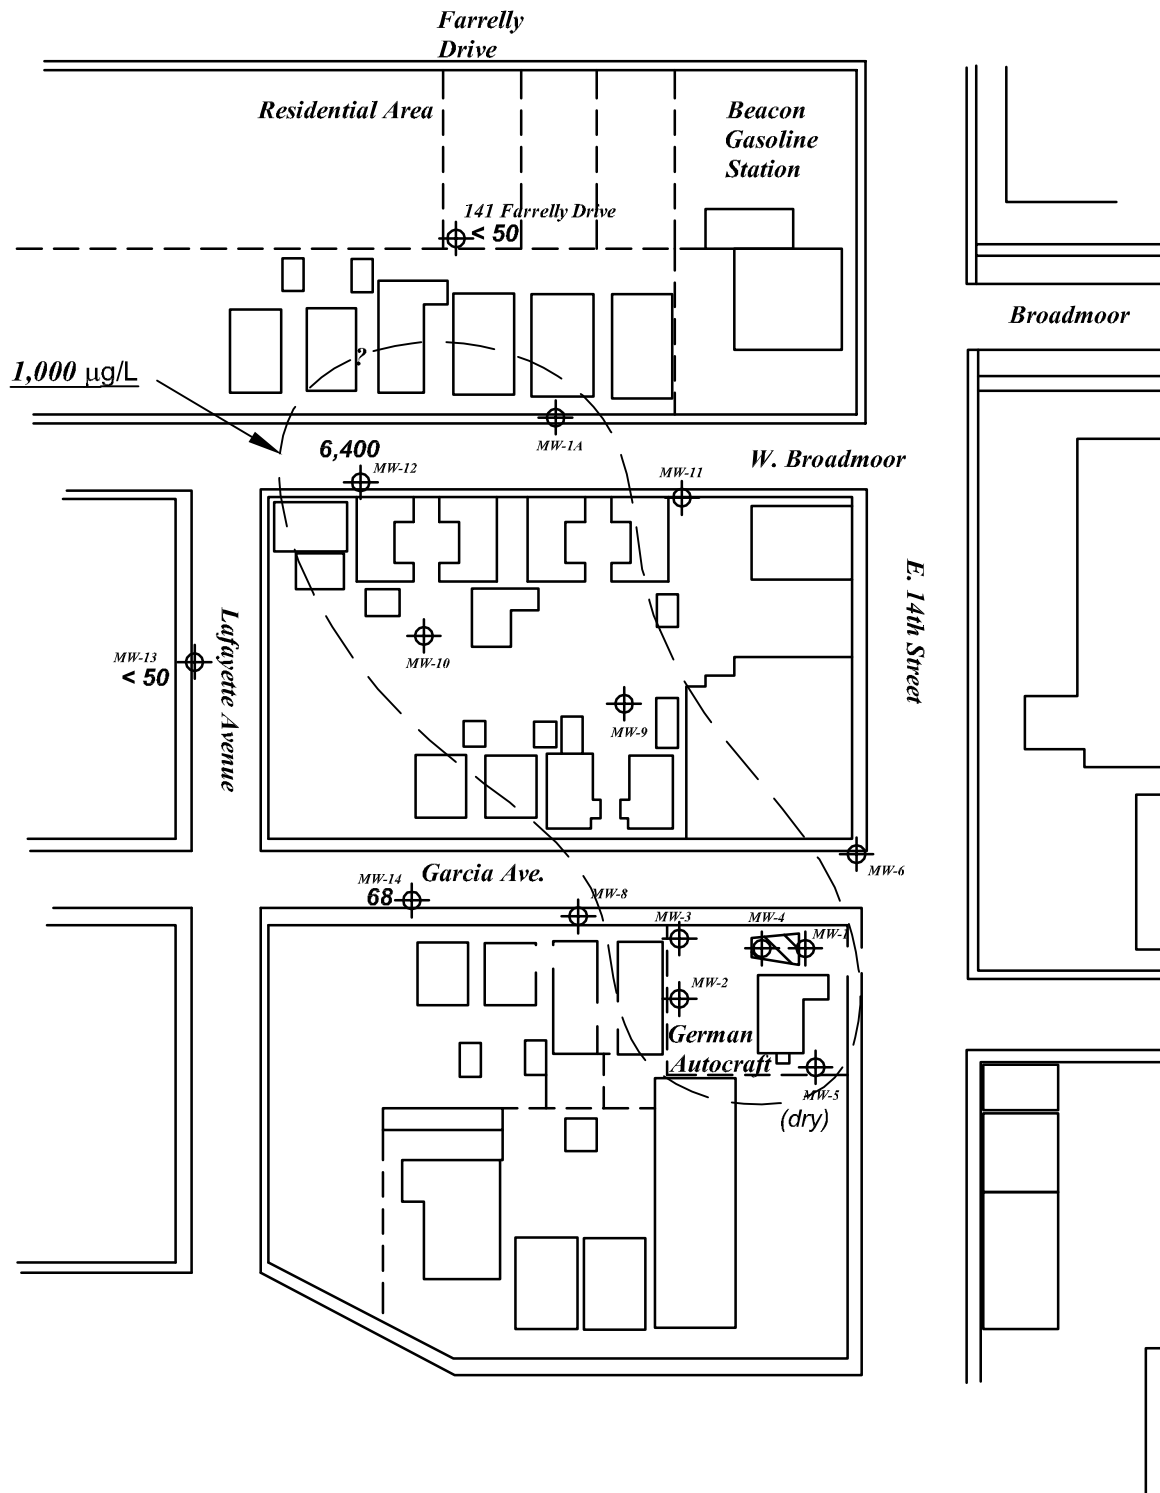 Farrelly
Drive
Residential Area
Beacon
Gasoline
Station
141 Farrelly Drive
< 50
Broadmoor
?
1,000 µg/L
MW-1A
6,400
MW-12
W. Broadmoor
MW-11
E. 14th Street
Lafayette Avenue
MW-13
< 50
MW-10
MW-9
MW-6
Garcia Ave.
MW-14
68
MW-8
MW-3
MW-4
MW-1
MW-2
German
Autocraft
MW-5
(dry)